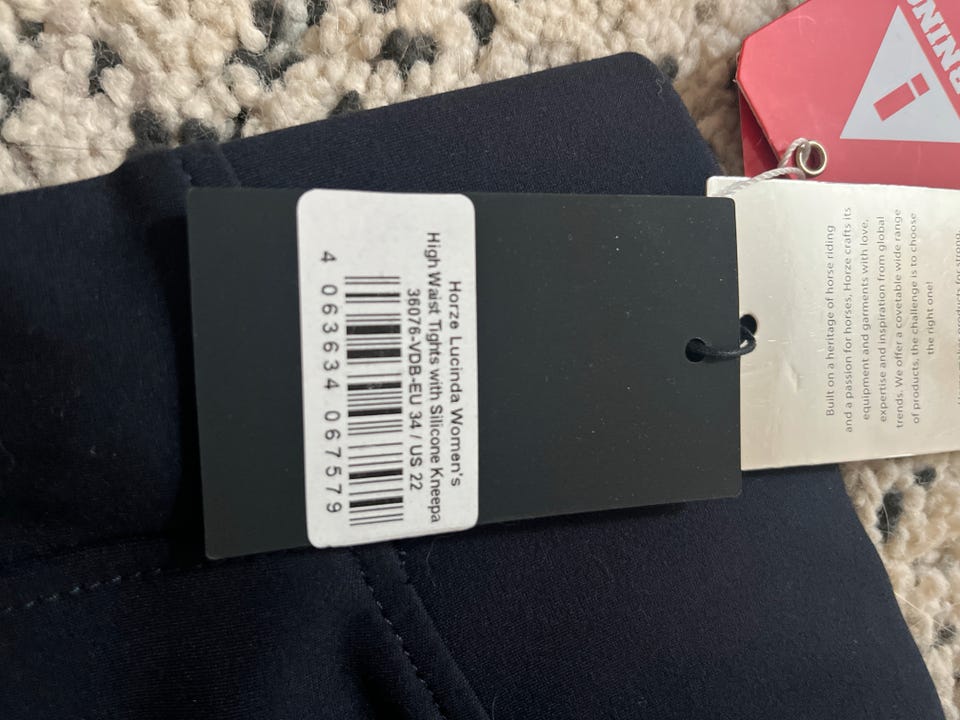 Horze Lucinda Women's
High Waist Tights with Silicone Kneepa
36076-VDB-EU 34 / US 22
4 063634 067579
Built on a heritage of horse riding
and a passion for horses, Horze crafts its
equipment and garments with love,
expertise and inspiration from global
trends. We offer a covetable wide range
of products, the challenge is to choose
the right one!
products for strong,
i